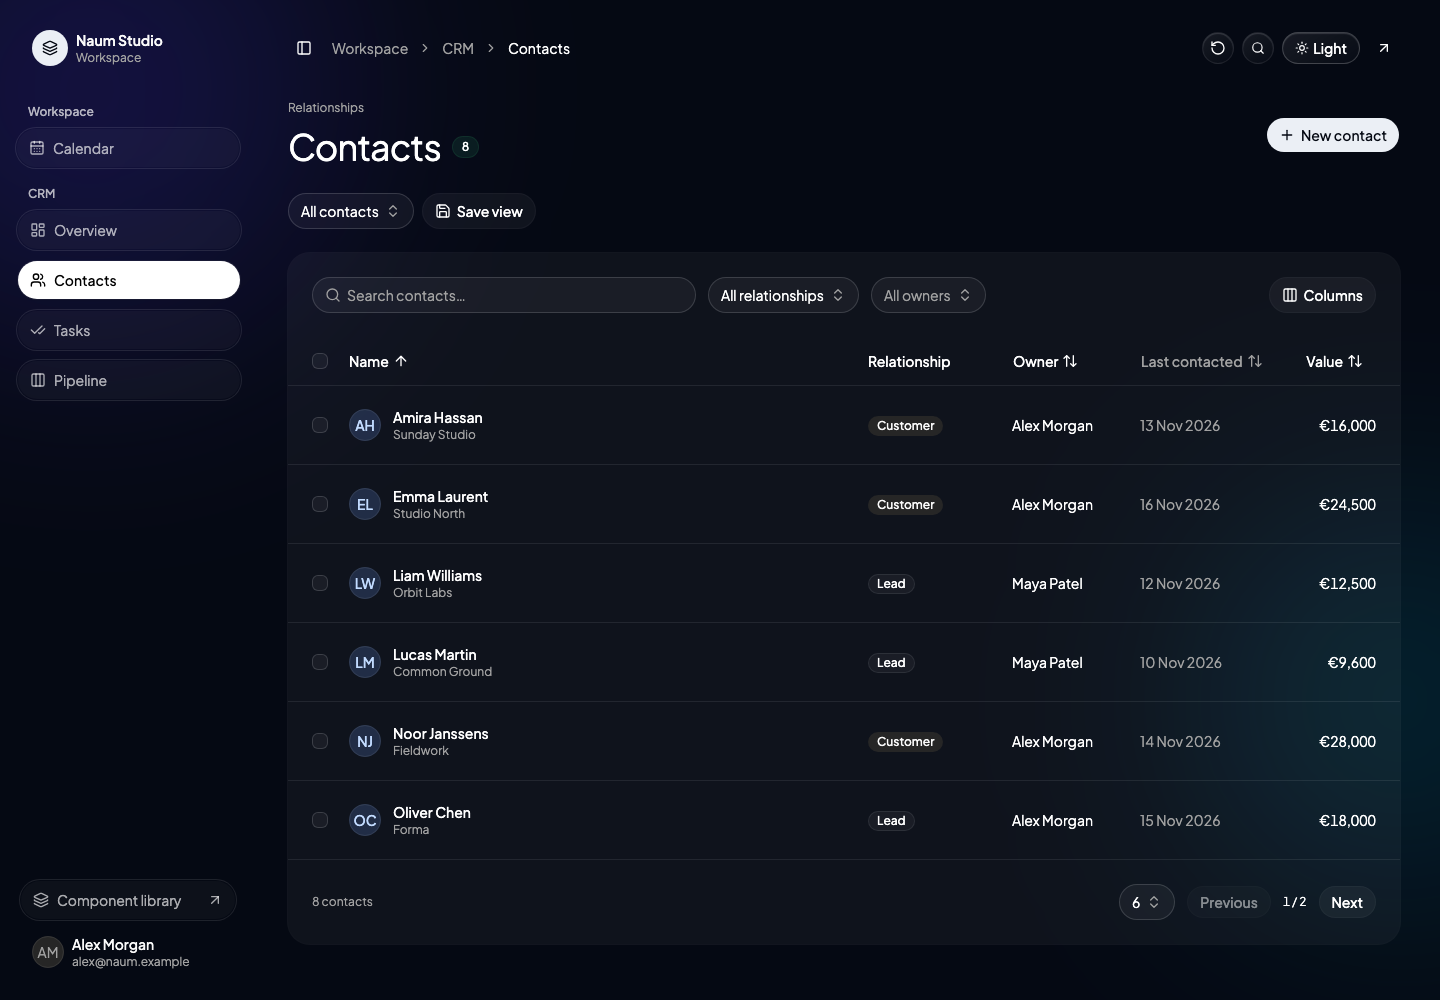 Naum Studio
Workspace
Workspace
Calendar
CRM
Overview
Contacts
Tasks
Pipeline
Component library
AM
Alex Morgan
alex@naum.example
Workspace > CRM > Contacts
Light
Relationships
Contacts 8
New contact
All contacts
Save view
Search contacts...
All relationships
All owners
Columns
Name Relationship Owner Last contacted Value
AH Amira Hassan Customer Alex Morgan 13 Nov 2026 €16,000
Sunday Studio
EL Emma Laurent Customer Alex Morgan 16 Nov 2026 €24,500
Studio North
LW Liam Williams Lead Maya Patel 12 Nov 2026 €12,500
Orbit Labs
LM Lucas Martin Lead Maya Patel 10 Nov 2026 €9,600
Common Ground
NJ Noor Janssens Customer Alex Morgan 14 Nov 2026 €28,000
Fieldwork
OC Oliver Chen Lead Alex Morgan 15 Nov 2026 €18,000
Forma
8 contacts
6
Previous
1/2
Next